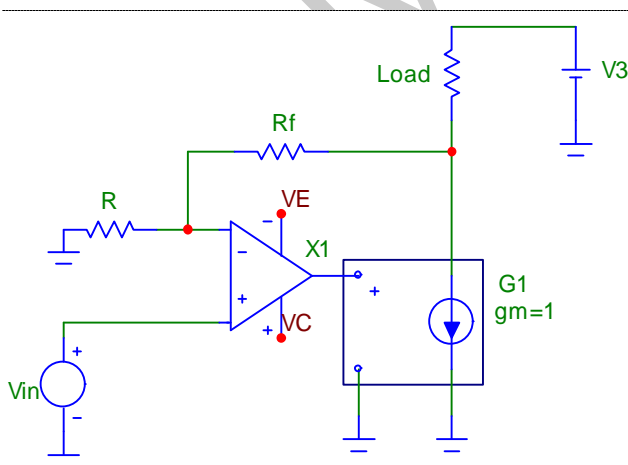 Load
V3
Rf
R
VE
-
X1
-
+
+
G1
gm=1
+
VC
+
Vin
-